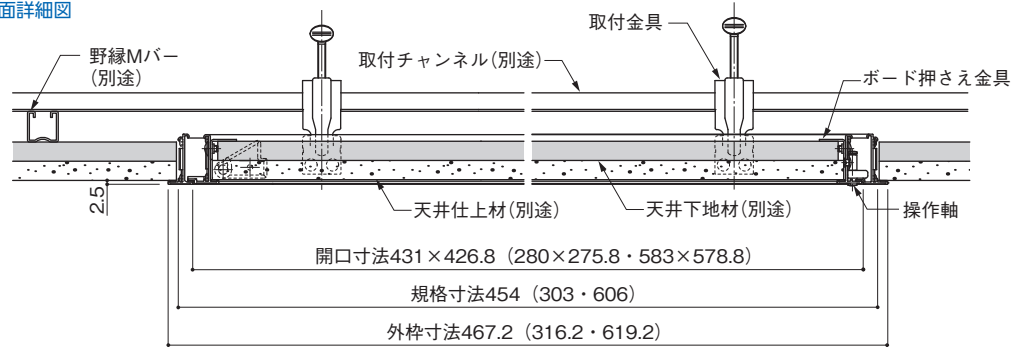 面詳細図
取付金具
野縁Mバー
(別途)
取付チャンネル(別途)
ボード押さえ金具
2.5
天井仕上材(別途)
天井下地材(別途)
操作軸
開口寸法431×426.8（280×275.8・583×578.8）
規格寸法454（303・606）
外枠寸法467.2（316.2・619.2）